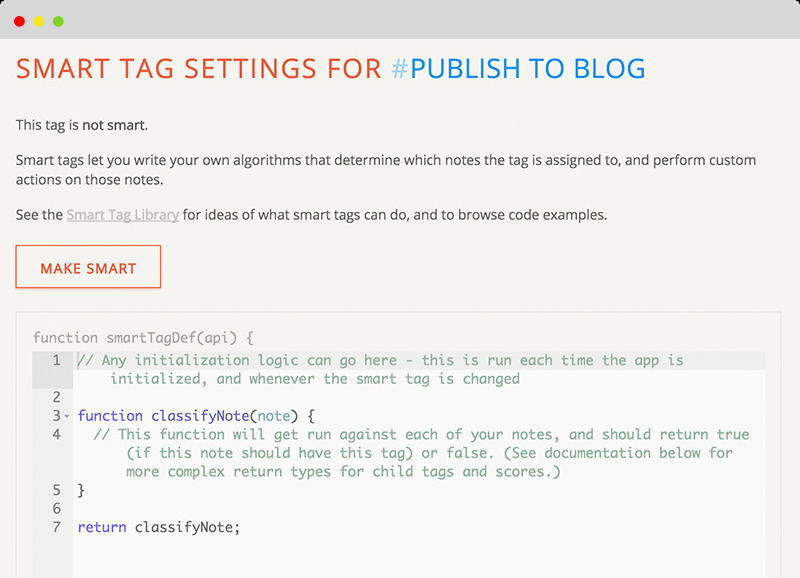 SMART TAG SETTINGS FOR #PUBLISH TO BLOG
This tag is not smart.
Smart tags let you write your own algorithms that determine which notes the tag is assigned to, and perform custom
actions on those notes.
See the Smart Tag Library for ideas of what smart tags can do, and to browse code examples.
MAKE SMART
function smartTagDef(api) {
1 // Any initialization logic can go here - this is run each time the app is
initialized, and whenever the smart tag is changed
2
3 function classifyNote(note) {
4 // This function will get run against each of your notes, and should return true
(if this note should have this tag) or false. (See documentation below for
more complex return types for child tags and scores.)
5 }
6
7 return classifyNote;